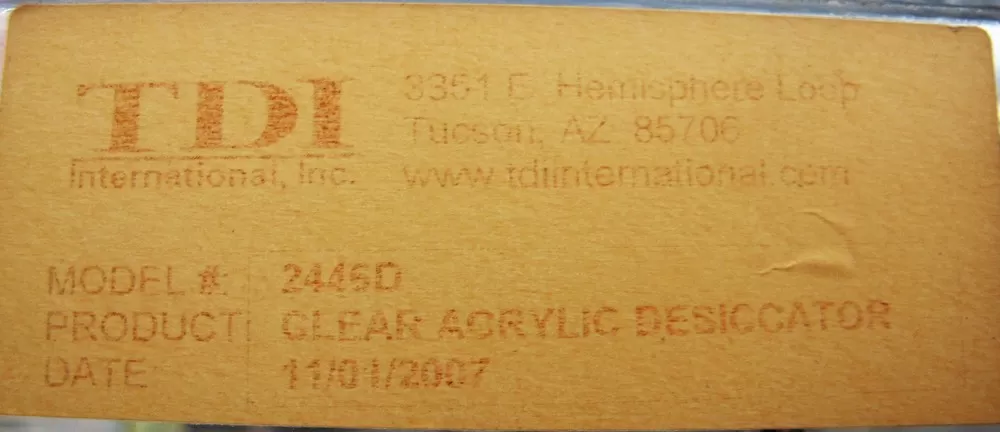 TDI
International, Inc.
3351 E. Hemisphere Loop
Tucson, AZ 85706
www.tdiinternational.com
MODEL #: 2446D
PRODUCT: CLEAR ACRYLIC DESICCATOR
DATE: 11/01/2007